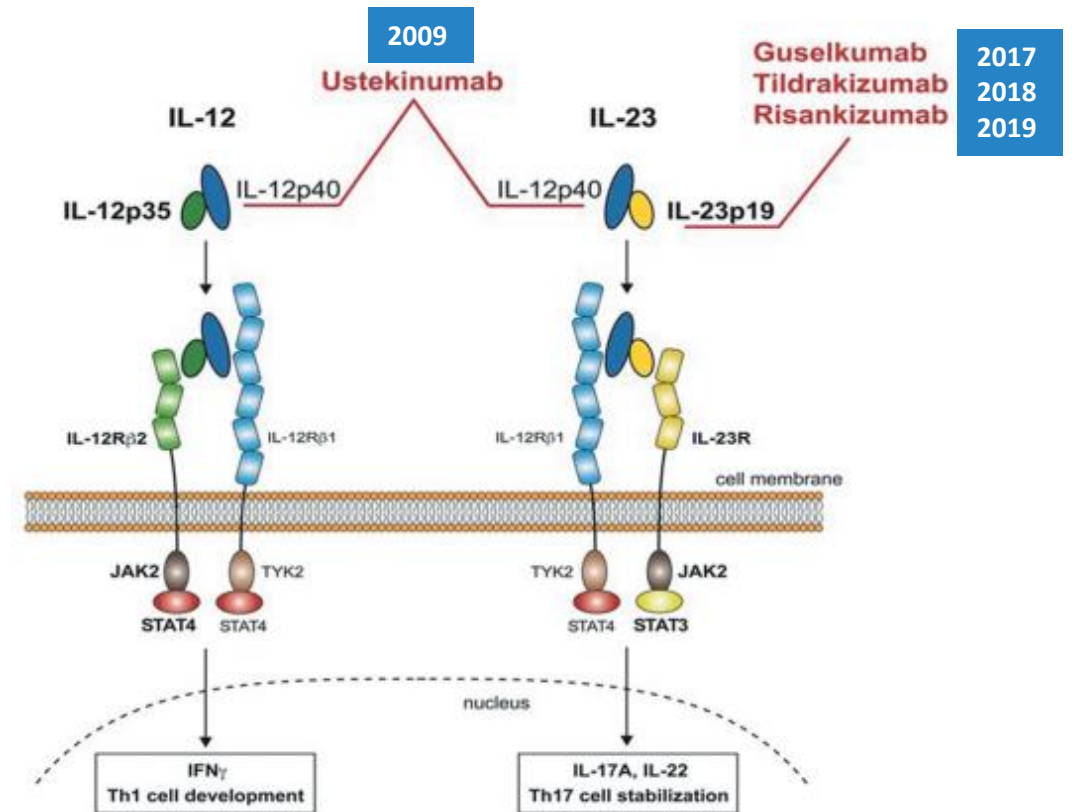 2009
Ustekinumab
Guselkumab
Tildrakizumab
Risankizumab
2017
2018
2019
IL-12
IL-23
IL-12p40
IL-12p35
IL-12p40
IL-23p19
IL-12Rβ2
IL-12Rβ1
IL-12Rβ1
IL-23R
cell membrane
JAK2
TYK2
TYK2
JAK2
STAT4
STAT4
STAT4
STAT3
nucleus
IFNγ
Th1 cell development
IL-17A, IL-22
Th17 cell stabilization